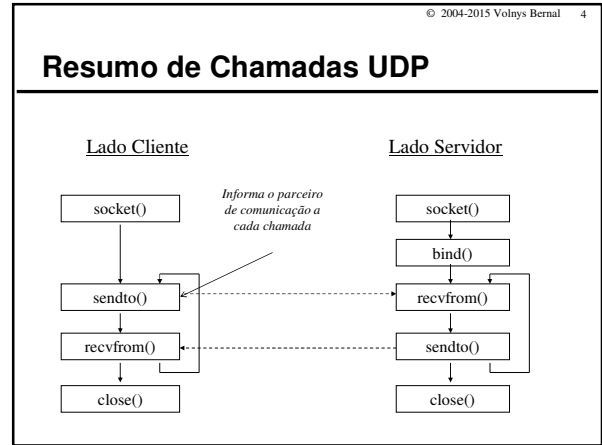 © 2004-2015 Volnys Bernal 4
Resumo de Chamadas UDP
Lado Cliente
Lado Servidor
Informa o parceiro
de comunicação a
cada chamada
socket()
socket()
bind()
sendto()
recvfrom()
recvfrom()
sendto()
close()
close()